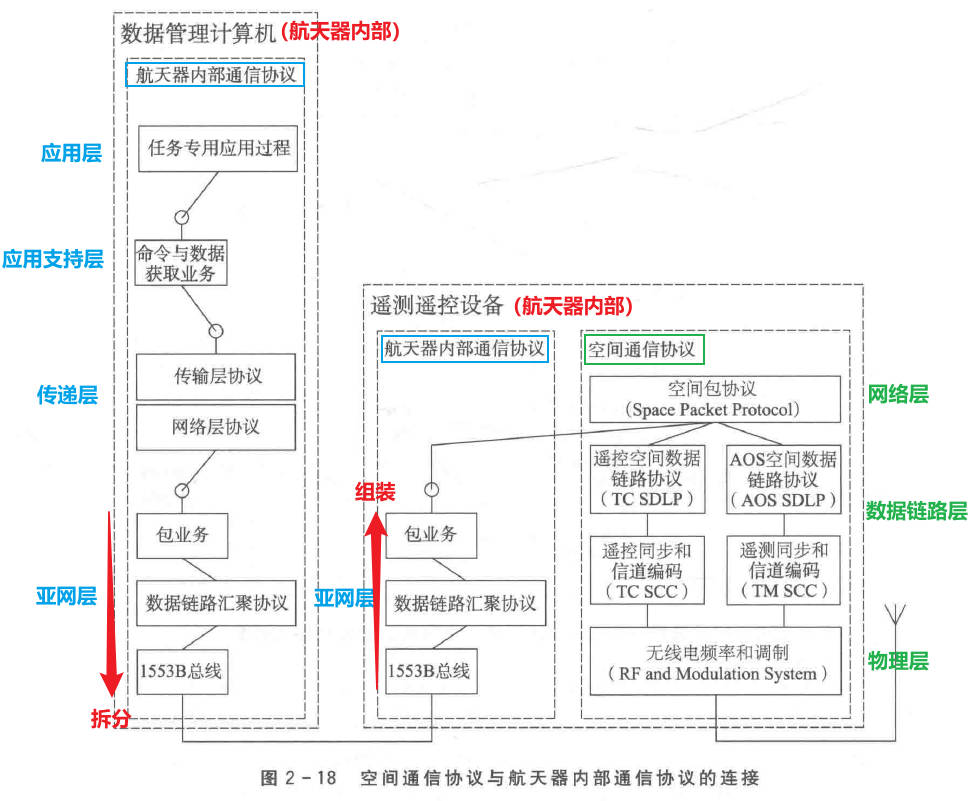 数据管理计算机(航天器内部)
航天器内部通信协议
应用层
任务专用应用过程
应用支持层
命令与数据
获取业务
传递层
传输层协议
网络层协议
包业务
亚网层
数据链路汇聚协议
1553B总线
拆分
遥测遥控设备(航天器内部)
航天器内部通信协议
组装
包业务
亚网层
数据链路汇聚协议
1553B总线
空间通信协议
空间包协议
(Space Packet Protocol)
网络层
遥控空间数据
链路协议
(TC SDLP)
AOS空间数据
链路协议
(AOS SDLP)
数据链路层
遥控同步和
信道编码
(TC SCC)
遥测同步和
信道编码
(TM SCC)
无线电频率和调制
(RF and Modulation System)
物理层
图 2-18 空间通信协议与航天器内部通信协议的连接